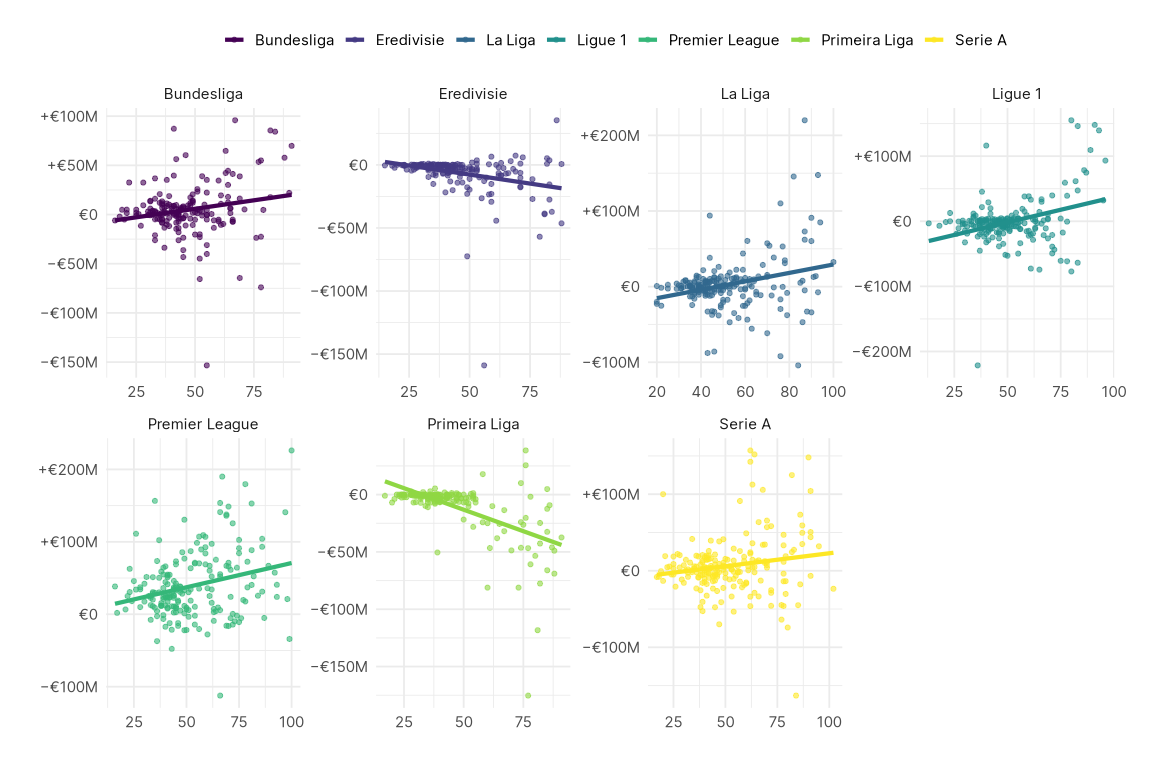 Bundesliga Eredivisie La Liga Ligue 1 Premier League Primeira Liga Serie A
Bundesliga
+€100M
+€50M
€0
−€50M
−€100M
−€150M
25 50 75
Eredivisie
€0
−€50M
−€100M
−€150M
25 50 75
La Liga
+€200M
+€100M
€0
−€100M
20 40 60 80 100
Ligue 1
+€100M
€0
−€100M
−€200M
25 50 75 100
Premier League
+€200M
+€100M
€0
−€100M
25 50 75 100
Primeira Liga
€0
−€50M
−€100M
−€150M
25 50 75
Serie A
+€100M
€0
−€100M
25 50 75 100